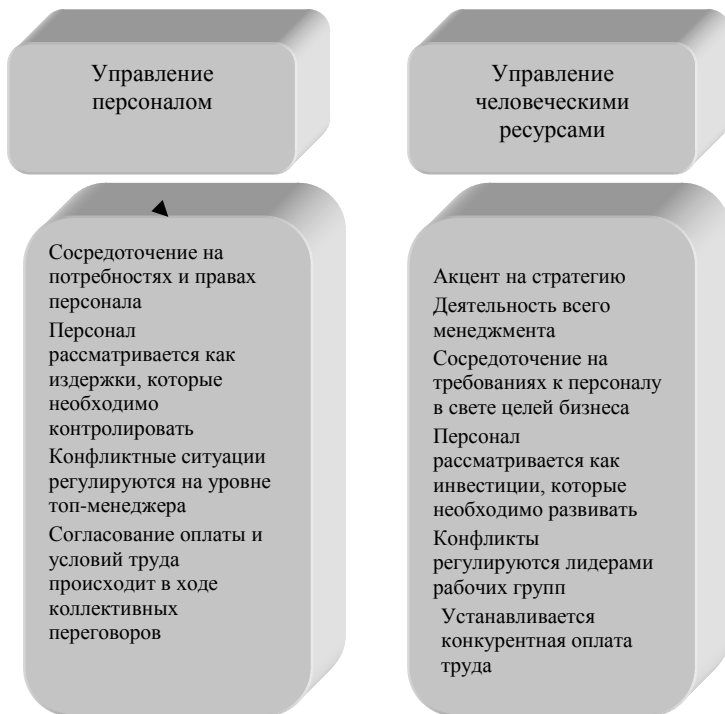 Управление
персоналом
Сосредоточение на
потребностях и правах
персонала
Персонал
рассматривается как
издержки, которые
необходимо
контролировать
Конфликтные ситуации
регулируются на уровне
топ-менеджера
Согласование оплаты и
условий труда
происходит в ходе
коллективных
переговоров
Управление
человеческими
ресурсами
Акцент на стратегию
Деятельность всего
менеджмента
Сосредоточение на
требованиях к персоналу
в свете целей бизнеса
Персонал
рассматривается как
инвестиции, которые
необходимо развивать
Конфликты
регулируются лидерами
рабочих групп
Устанавливается
конкурентная оплата
труда